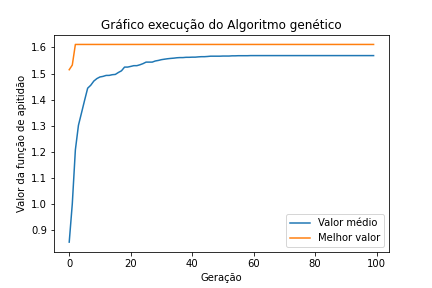 Gráfico execução do Algoritmo genético
Valor da função de apitidão
1.6
1.5
1.4
1.3
1.2
1.1
1.0
0.9
Valor médio
Melhor valor
0
20
40
60
80
100
Geração